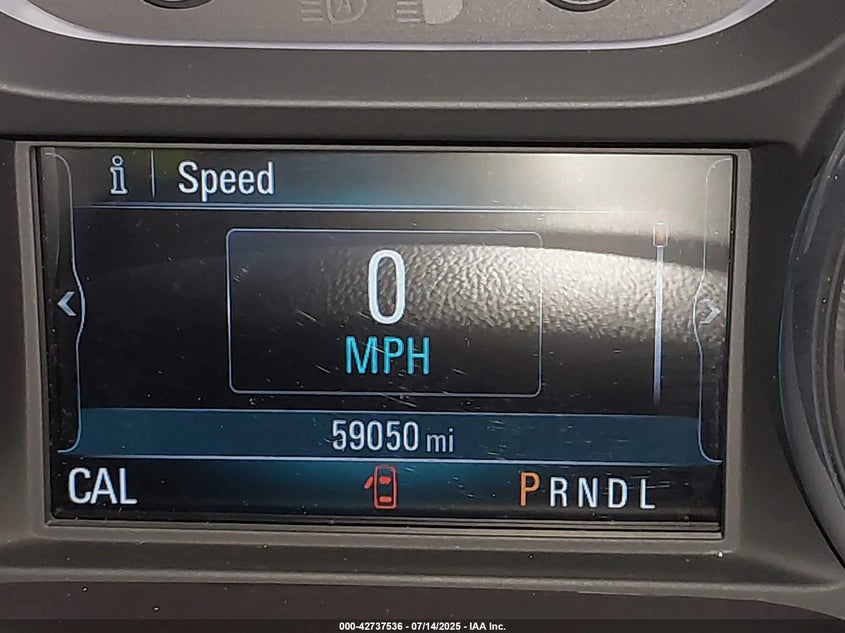 i Speed
0
MPH
59050 mi
CAL PRNDL
000-42737536 - 07/14/2025 - IAA Inc.